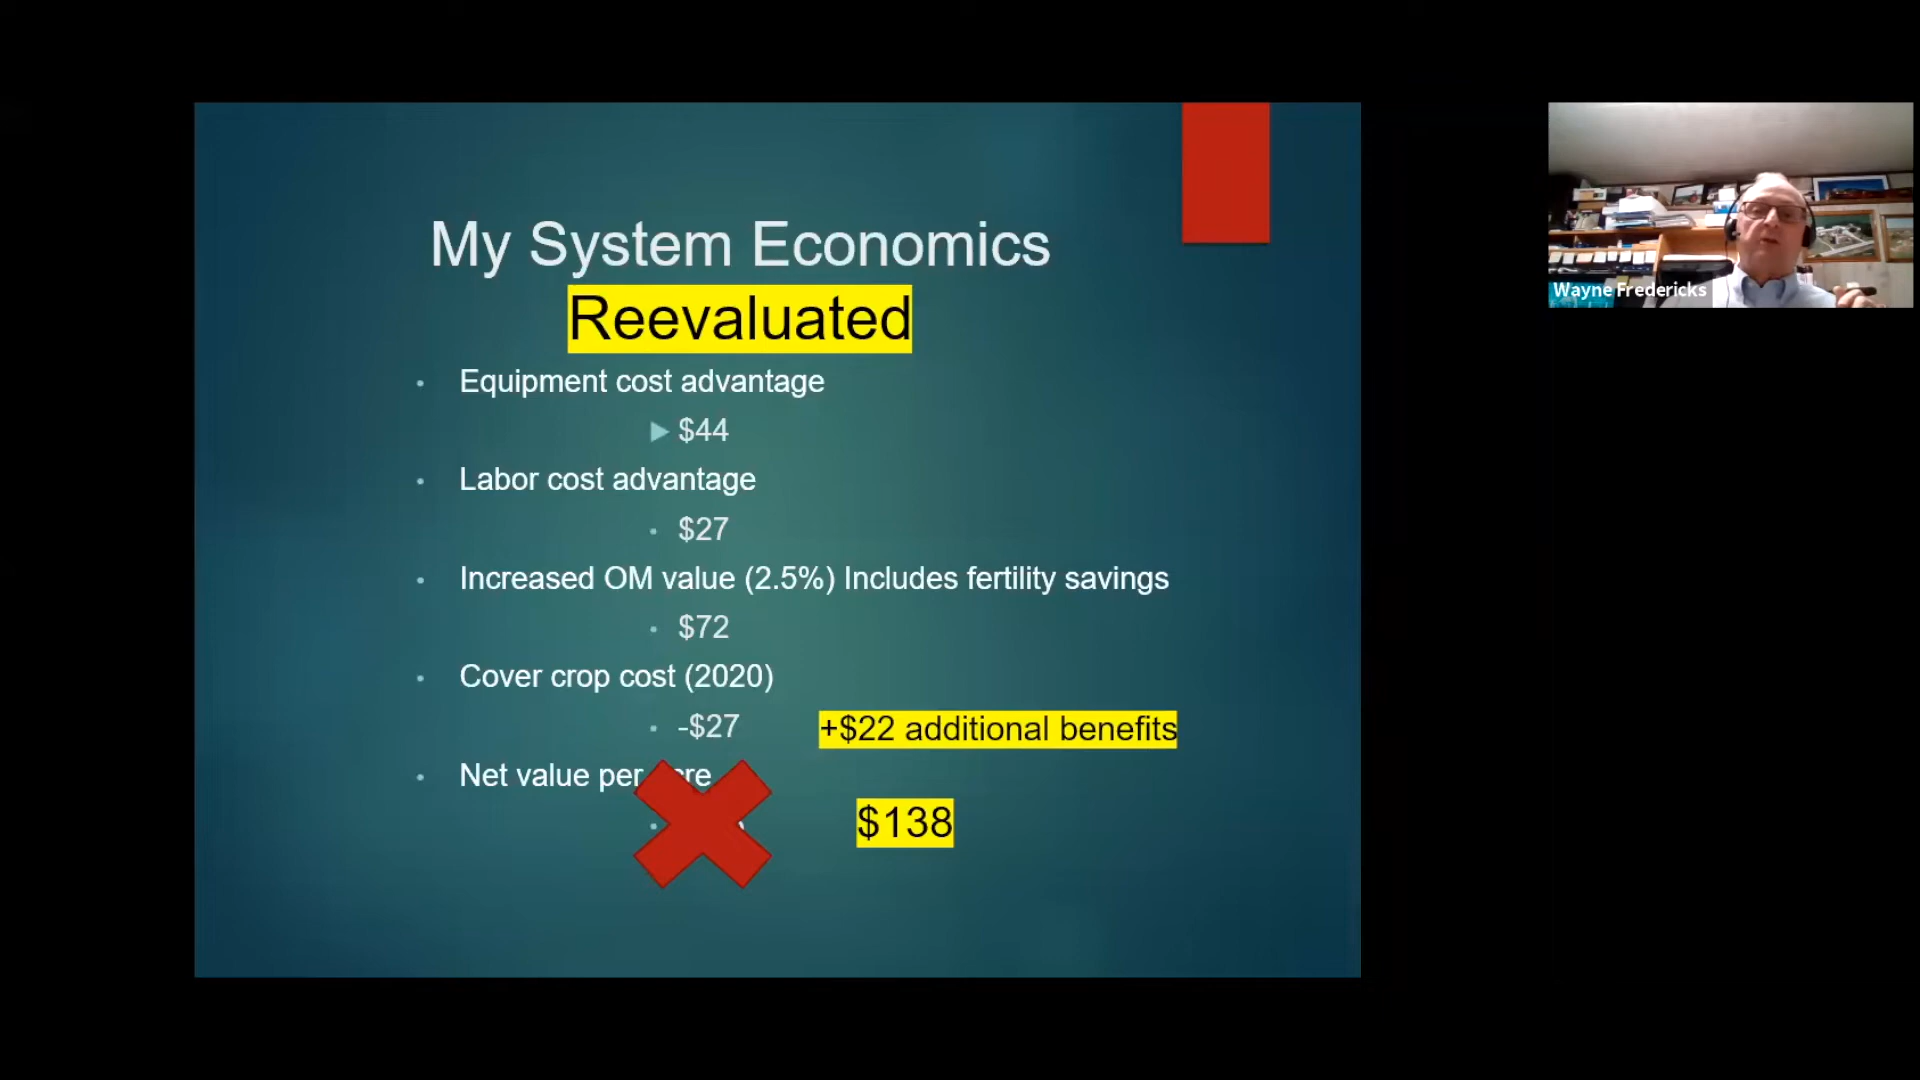 My System Economics
Reevaluated
Equipment cost advantage
$44
Labor cost advantage
$27
Increased OM value (2.5%) Includes fertility savings
$72
Cover crop cost (2020)
-$27 +$22 additional benefits
Net value per
$138
Wayne Fredericks